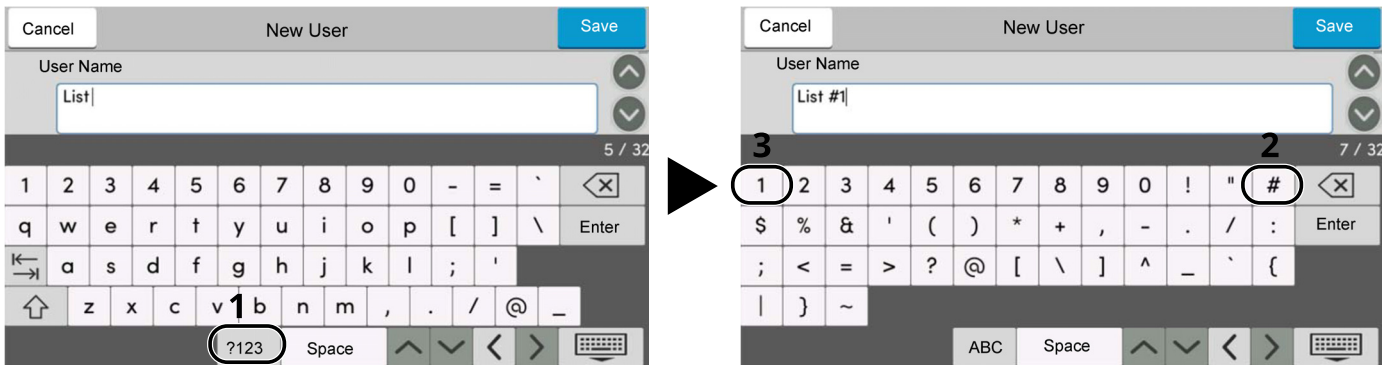 Cancel New User Save
User Name
List
5 / 32
1 2 3 4 5 6 7 8 9 0 - = `
q w e r t y u i o p [ ] \ Enter
a s d f g h j k l ; '
z x c v b n m , . / @ _
1
?123 Space
Cancel New User Save
User Name
List #1
3 2 7 / 32
1 2 3 4 5 6 7 8 9 0 ! " #
$ % & ' ( ) * + , - . / : Enter
; < = > ? @ [ \ ] ^ _ ` {
| } ~
ABC Space